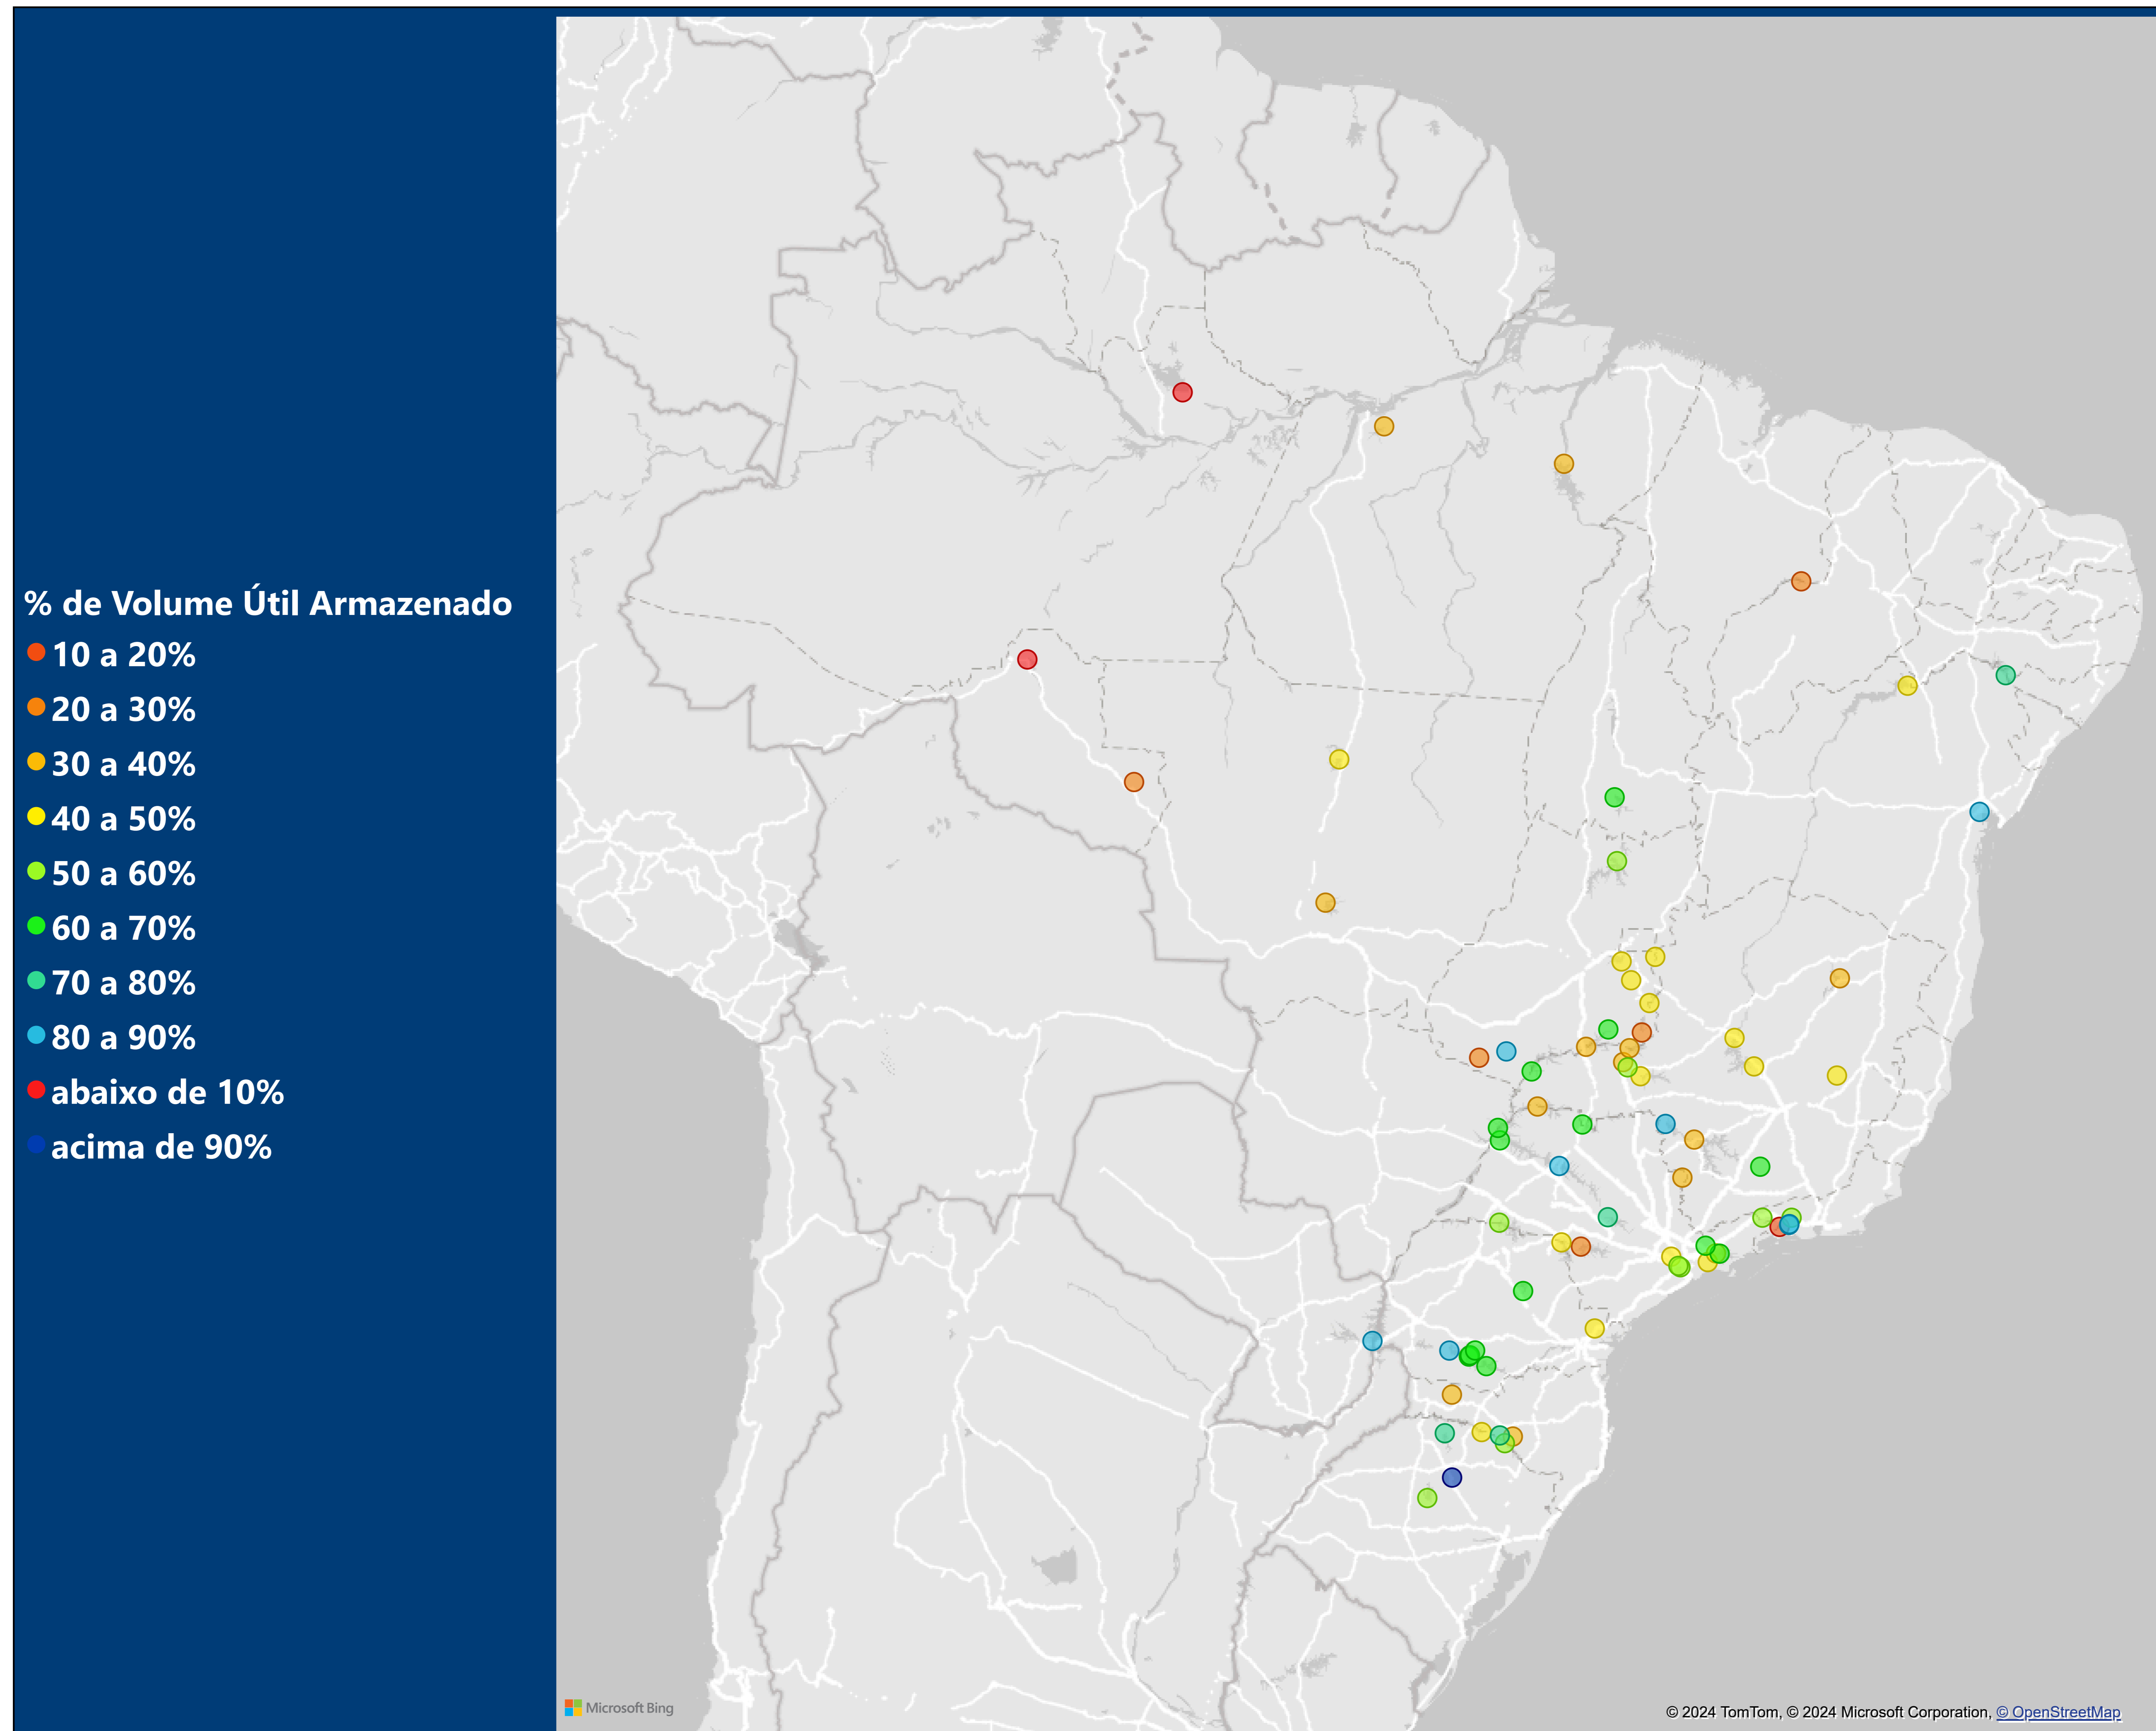 % de Volume Útil Armazenado
10 a 20%
20 a 30%
30 a 40%
40 a 50%
50 a 60%
60 a 70%
70 a 80%
80 a 90%
abaixo de 10%
acima de 90%
Microsoft Bing
© 2024 TomTom, © 2024 Microsoft Corporation, © OpenStreetMap